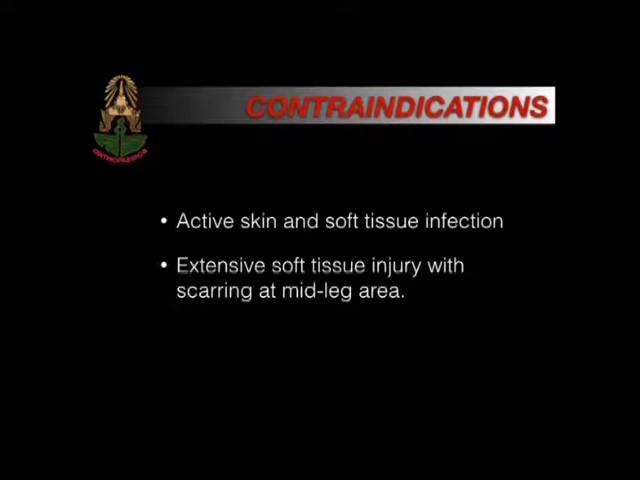 CONTRAINDICATIONS
• Active skin and soft tissue infection
• Extensive soft tissue injury with
scarring at mid-leg area.